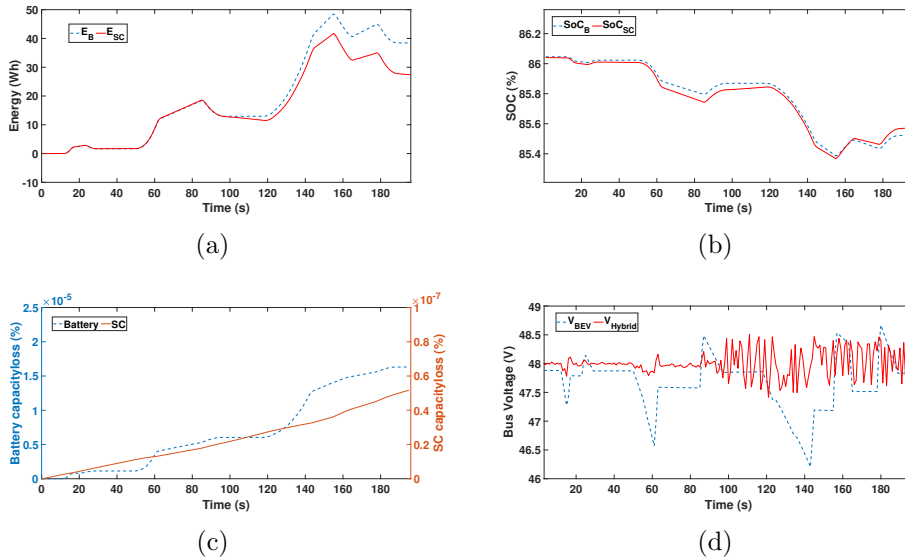 E_B E_SC
Energy (Wh)
50
40
30
20
10
0
-10
0 20 40 60 80 100 120 140 160 180
Time (s)
(a)
SoC_B SoC_SC
SOC (%)
86.2
86
85.8
85.6
85.4
20 40 60 80 100 120 140 160 180
Time (s)
(b)
×10^-5
×10^-7
Battery SC
Battery capacityloss (%)
2.5
2
1.5
1
0.5
0
SC capacityloss (%)
1
0.8
0.6
0.4
0.2
0
0 20 40 60 80 100 120 140 160 180
Time (s)
(c)
V_BEV V_Hybrid
Bus Voltage (V)
49
48.5
48
47.5
47
46.5
46
20 40 60 80 100 120 140 160 180
Time (s)
(d)